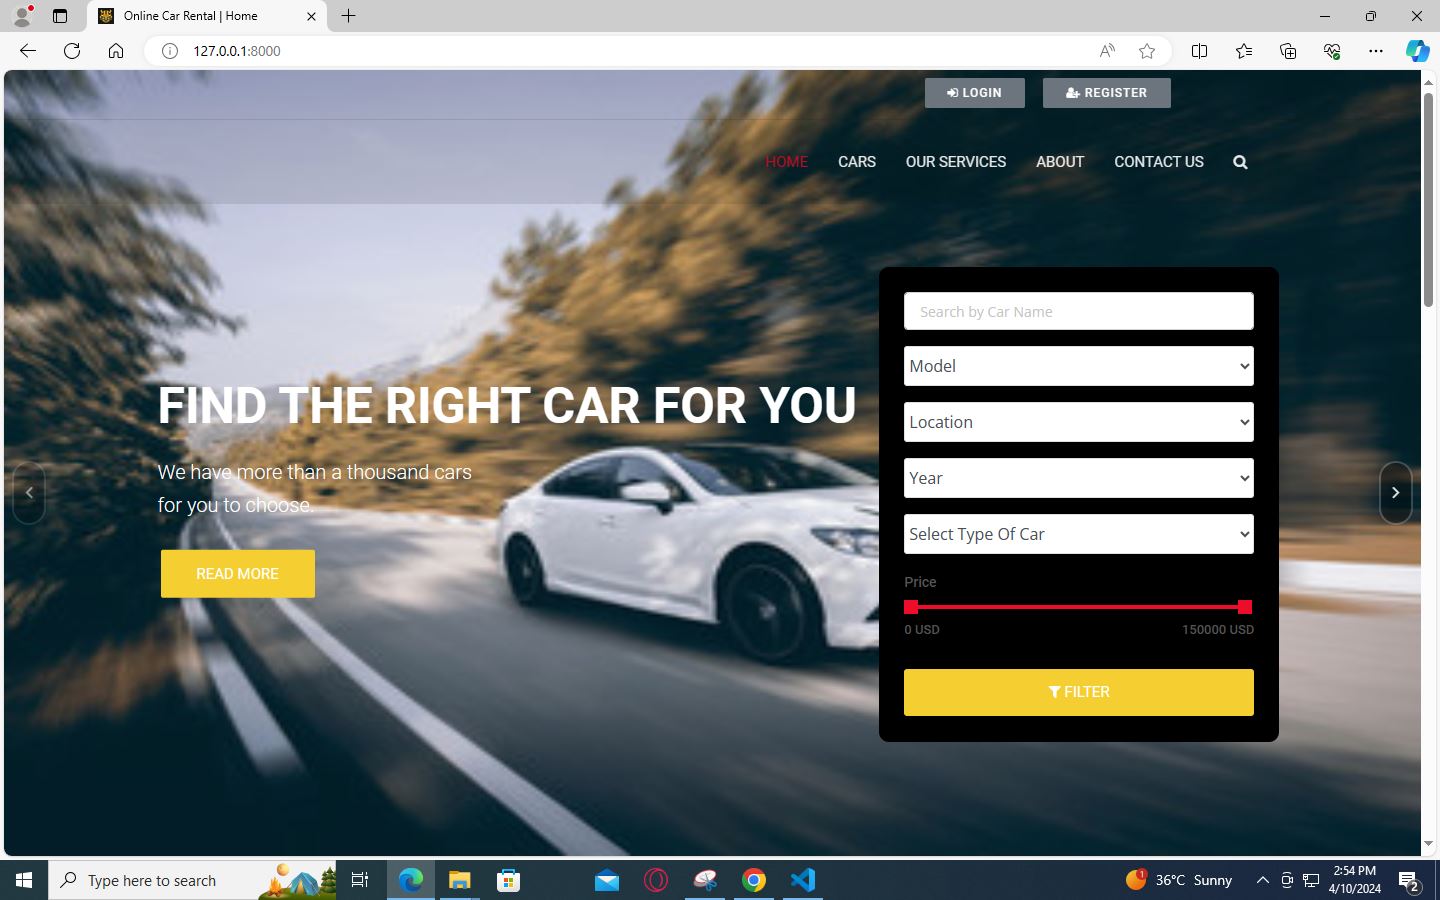 Online Car Rental | Home
127.0.0.1:8000
LOGIN
REGISTER
HOME
CARS
OUR SERVICES
ABOUT
CONTACT US
Search by Car Name
Model
FIND THE RIGHT CAR FOR YOU
Location
We have more than a thousand cars
for you to choose.
Year
Select Type Of Car
READ MORE
Price
0 USD
150000 USD
FILTER
Type here to search
1
36°C Sunny
2:54 PM
4/10/2024
2